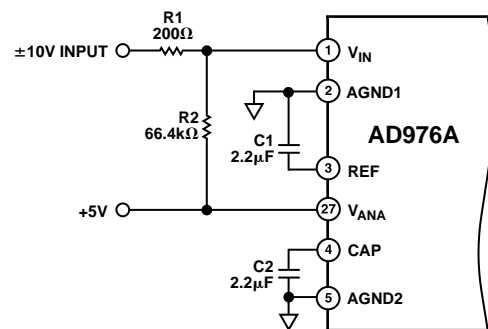 R1
200Ω
±10V INPUT
1
VIN
2
AGND1
R2
66.4kΩ
C1
2.2μF
AD976A
3
REF
+5V
27
VANA
4
CAP
C2
2.2μF
5
AGND2